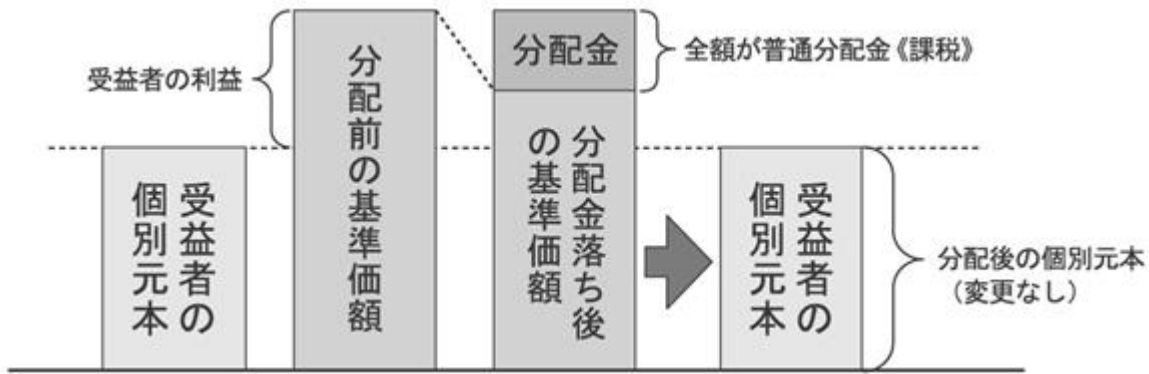 受益者の利益
受益者の
個別元本
分配前の基準価額
分配金
全額が普通分配金《課税》
分配金落ち後
の基準価額
受益者の
個別元本
分配後の個別元本
（変更なし）